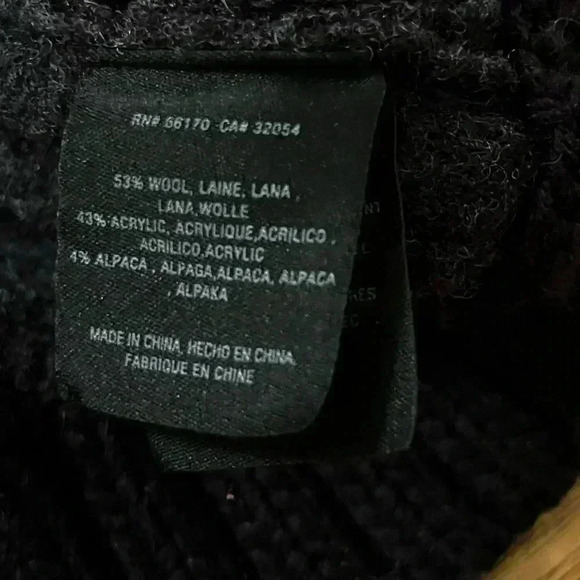 RN# 66170 CA# 32054
53% WOOL, LAINE, LANA ,
LANA,WOLLE
43% ACRYLIC, ACRYLIQUE,ACRILICO ,
ACRILICO,ACRYLIC
4% ALPACA , ALPAGA,ALPACA, ALPACA
, ALPAKA
MADE IN CHINA, HECHO EN CHINA,
FABRIQUE EN CHINE